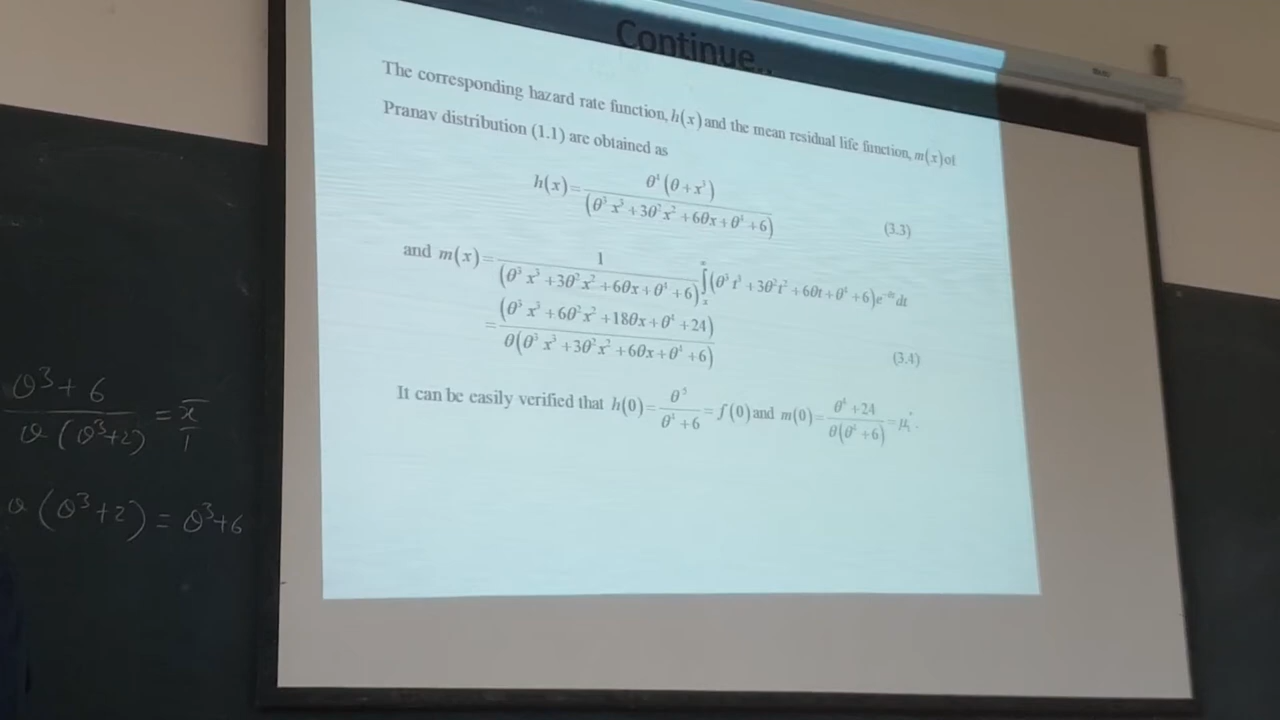 Continue..
The corresponding hazard rate function, h(x) and the mean residual life function, m(x) of
Pranav distribution (1.1) are obtained as
h(x) = θ⁴(θ + x³) / (θ³x³ + 3θ²x² + 6θx + θ⁴ + 6) (3.3)
and m(x) = 1 / (θ³x³ + 3θ²x² + 6θx + θ⁴ + 6) ∫ₓ^∞ (θ³t³ + 3θ²t² + 6θt + θ⁴ + 6)e^(−θt) dt
= (θ³x³ + 6θ²x² + 18θx + θ⁴ + 24) / θ(θ³x³ + 3θ²x² + 6θx + θ⁴ + 6) (3.4)
It can be easily verified that h(0) = θ⁵ / θ⁴ + 6 = f(0) and m(0) = θ⁴ + 24 / θ(θ⁴ + 6) = μ₁′.
θ³ + 6 / θ(θ³+2) = x̄ / 1
θ(θ³+2) = θ³+6